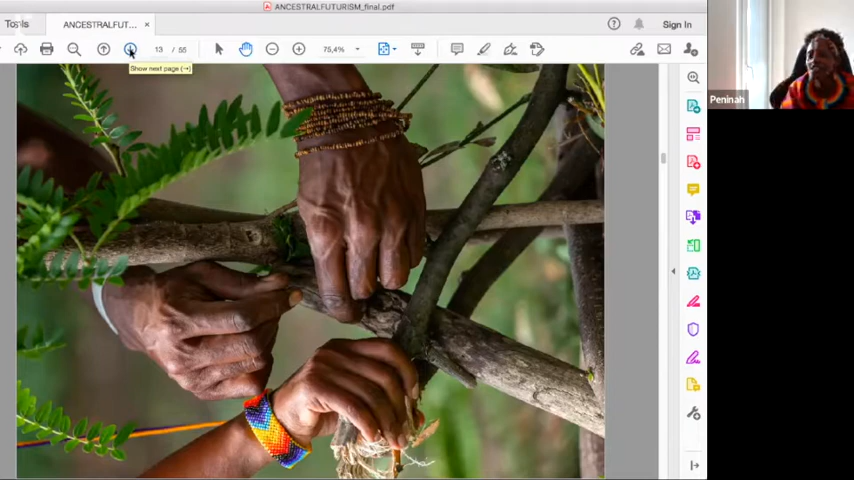 ANCESTRALFUTURISM_final.pdf
Tools
ANCESTRALFUT...
Sign In
13 / 55
75,4%
Show next page (→)
Peninah